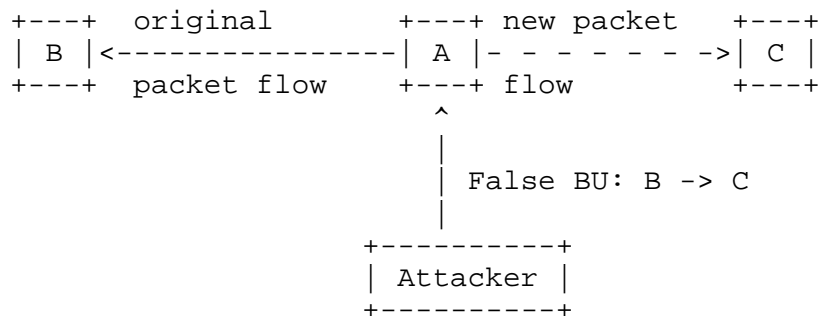 +---+  original        +---+ new packet    +---+
| B |<----------------| A |- - - - - - ->| C |
+---+  packet flow     +---+ flow          +---+
^
|
| False BU: B -> C
|
+----------+
| Attacker |
+----------+